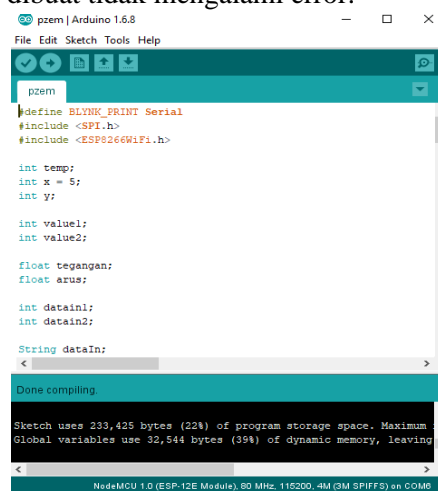 dibuat tidak mengalami error.
pzem | Arduino 1.6.8
File Edit Sketch Tools Help
pzem
#define BLYNK_PRINT Serial
#include <SPI.h>
#include <ESP8266WiFi.h>
int temp;
int x = 5;
int y;
int value1;
int value2;
float tegangan;
float arus;
int datain1;
int datain2;
String dataIn;
Done compiling.
Sketch uses 233,425 bytes (22%) of program storage space. Maximum
Global variables use 32,544 bytes (39%) of dynamic memory, leaving
NodeMCU 1.0 (ESP-12E Module), 80 MHz, 115200, 4M (3M SPIFFS) on COM6